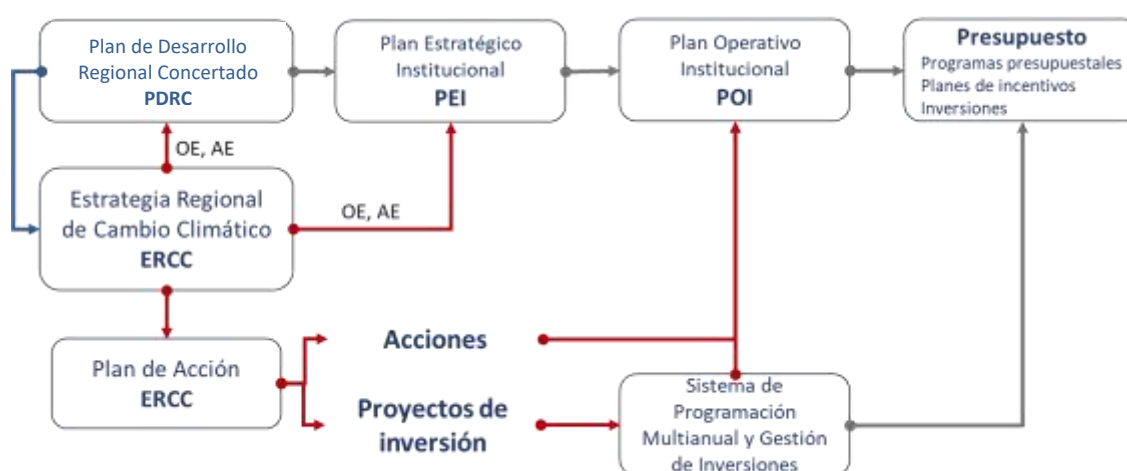 Plan de Desarrollo
Regional Concertado
PDRC
Plan Estratégico
Institucional
PEI
Plan Operativo
Institucional
POI
Presupuesto
Programas presupuestales
Planes de incentivos
Inversiones
OE, AE
Estrategia Regional
de Cambio Climático
ERCC
OE, AE
Plan de Acción
ERCC
Acciones
Proyectos de
inversión
Sistema de
Programación
Multianual y Gestión
de Inversiones